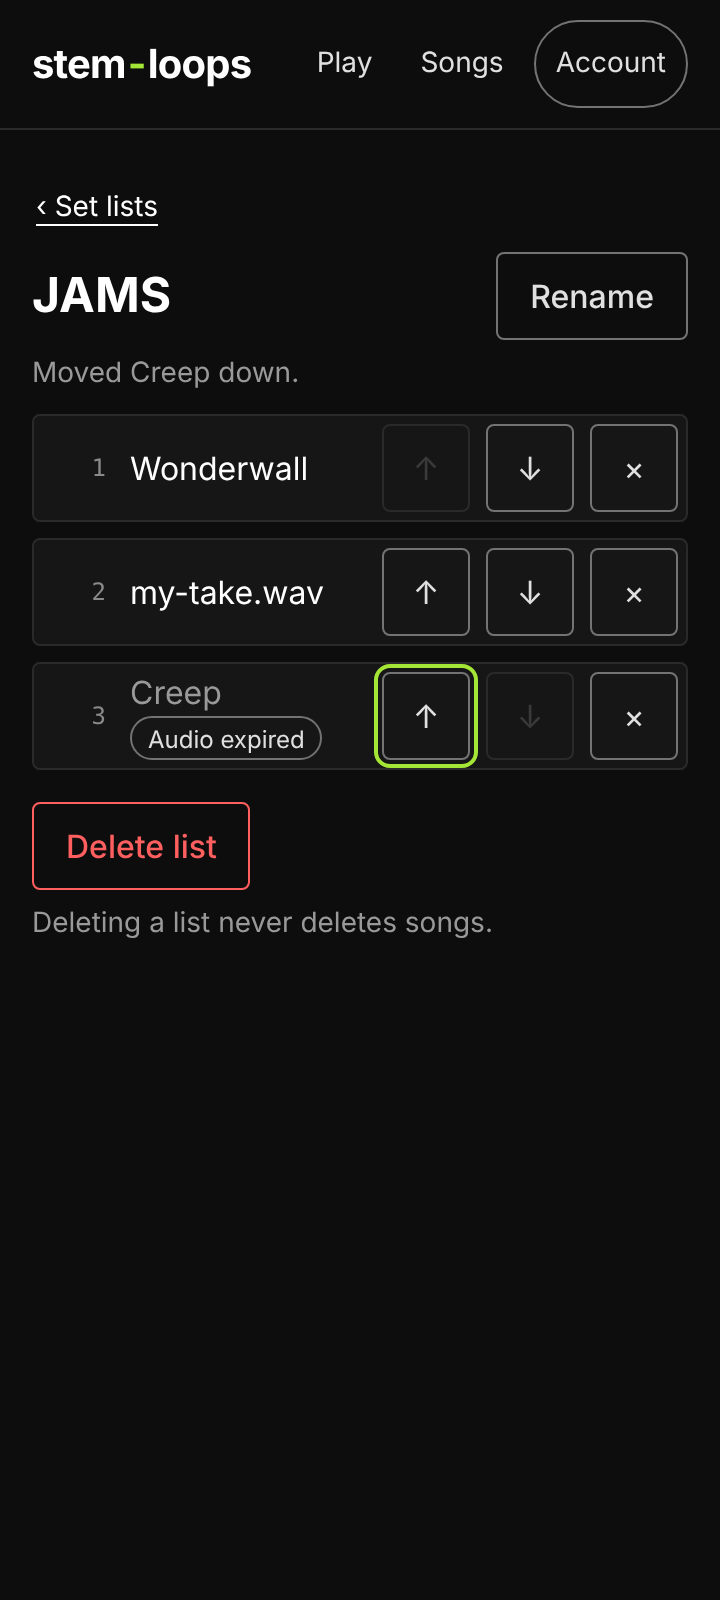 stem-loops Play Songs Account
‹ Set lists
JAMS Rename
Moved Creep down.
1 Wonderwall ↑ ↓ ×
2 my-take.wav ↑ ↓ ×
3 Creep ↑ ↓ ×
Audio expired
Delete list
Deleting a list never deletes songs.